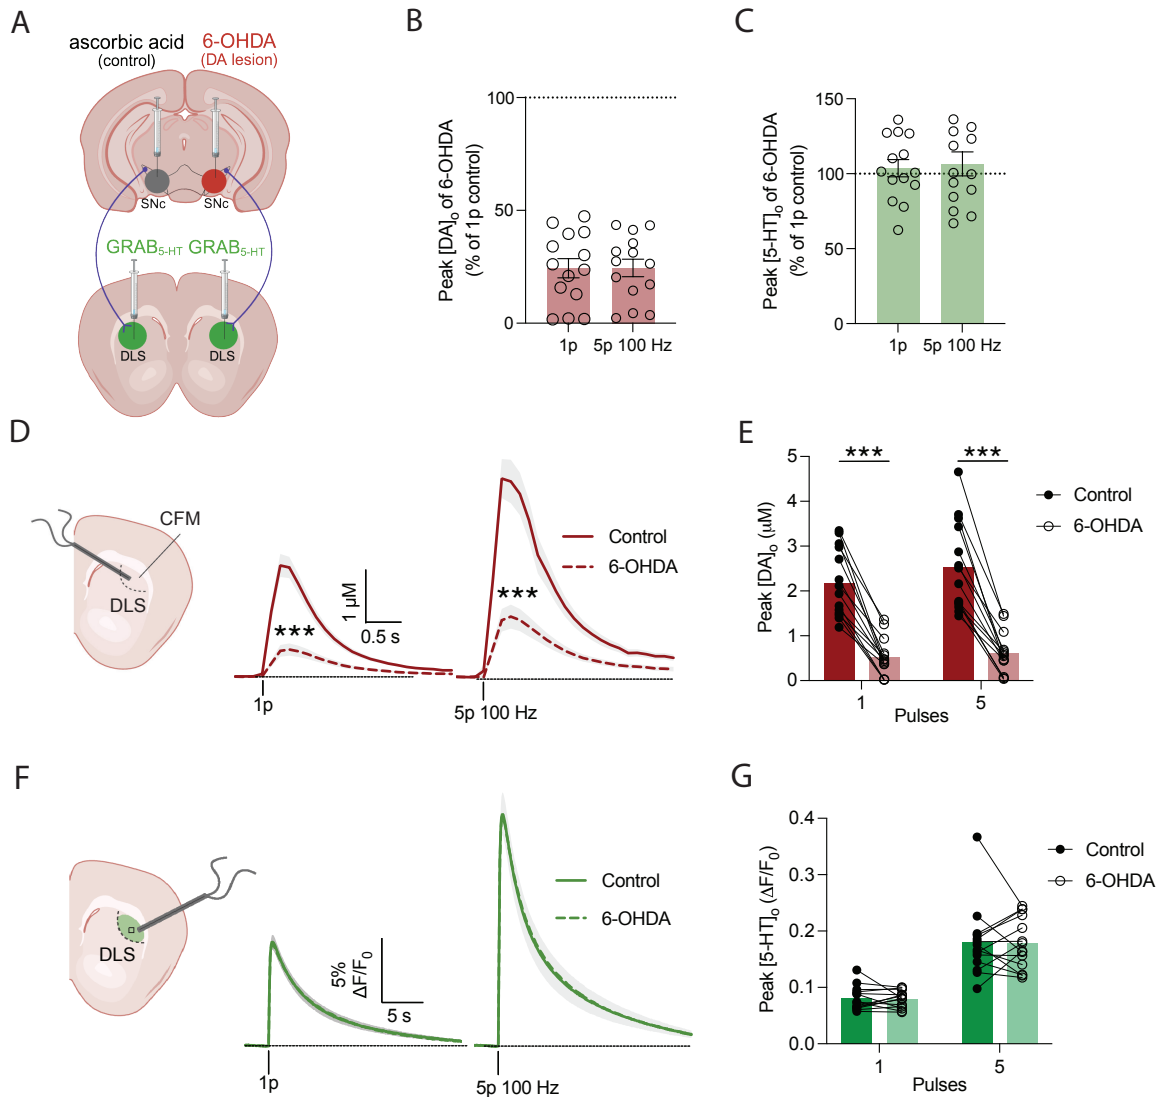 A
ascorbic acid
(control)
6-OHDA
(DA lesion)
SNc
SNc
GRAB5-HT
GRAB5-HT
DLS
DLS
B
Peak [DA]o of 6-OHDA
(% of 1p control)
100
50
0
1p
5p 100 Hz
C
Peak [5-HT]o of 6-OHDA
(% of 1p control)
150
100
50
0
1p
5p 100 Hz
D
CFM
DLS
***
1p
1 µM
0.5 s
***
5p 100 Hz
Control
6-OHDA
E
Peak [DA]o (µM)
5
4
3
2
1
0
***
***
1
5
Pulses
Control
6-OHDA
F
DLS
1p
5%
ΔF/F0
5 s
5p 100 Hz
Control
6-OHDA
G
Peak [5-HT]o (ΔF/F0)
0.4
0.3
0.2
0.1
0.0
1
5
Pulses
Control
6-OHDA